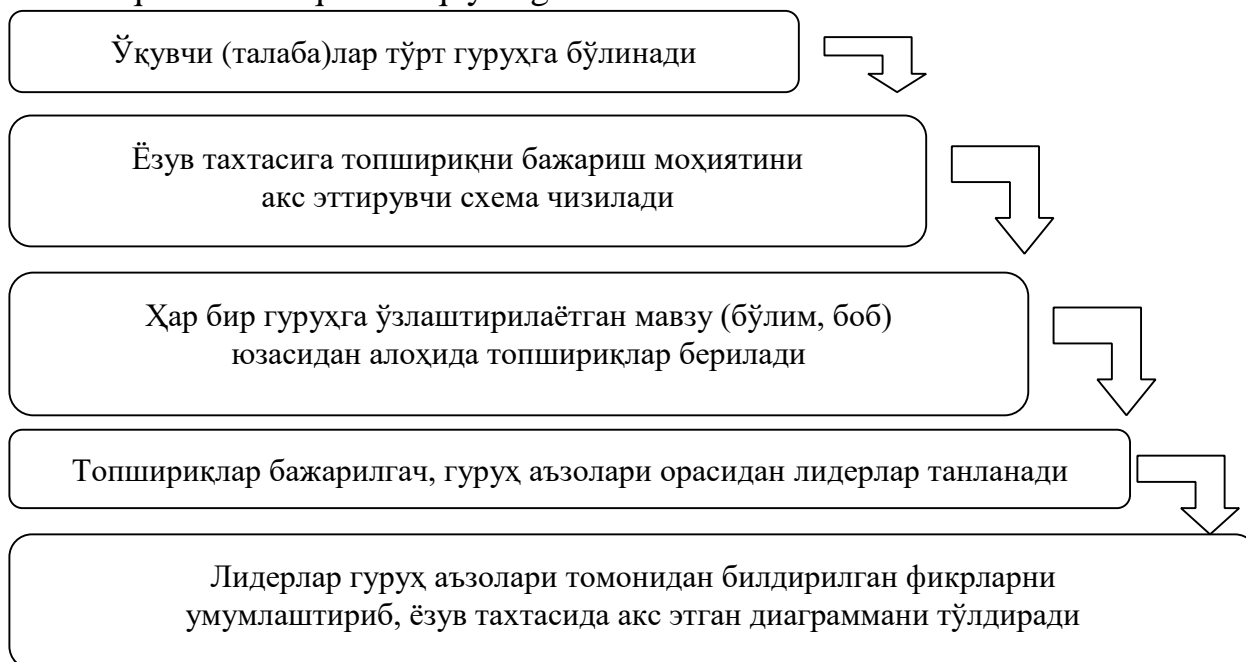 Ўқувчи (талаба)лар тўрт гуруҳга бўлинади
Ёзув тахтасига топшириқни бажариш моҳиятини
акс эттирувчи схема чизилади
Ҳар бир гуруҳга ўзлаштирилаётган мавзу (бўлим, боб)
юзасидан алоҳида топшириқлар берилади
Топшириқлар бажарилгач, гуруҳ аъзолари орасидан лидерлар танланади
Лидерлар гуруҳ аъзолари томонидан билдирилган фикрларни
умумлаштириб, ёзув тахтасида акс этган диаграммани тўлдиради